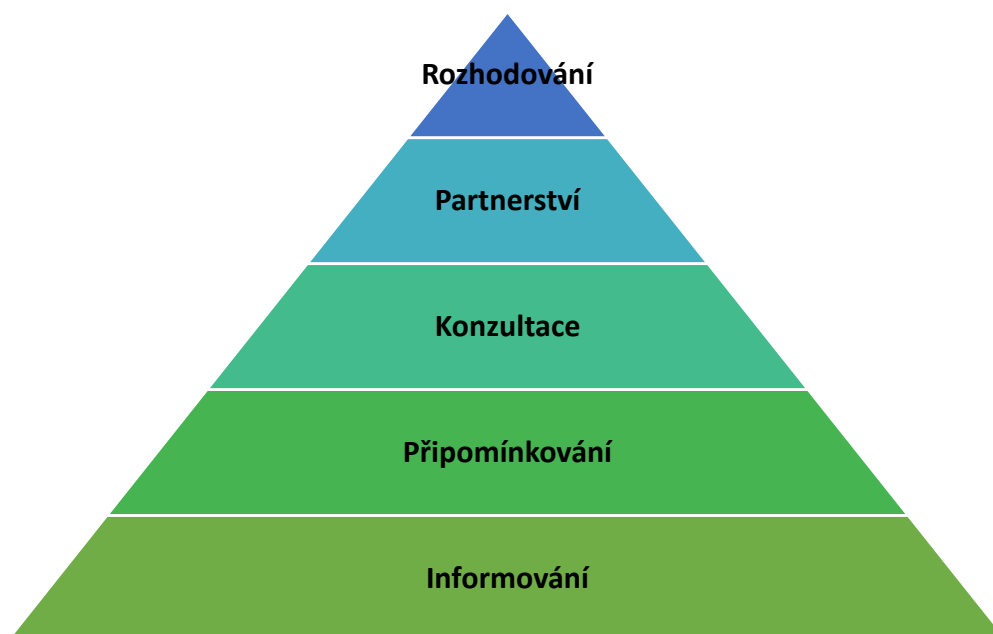 Rozhodování
Partnerství
Konzultace
Připomínkování
Informování